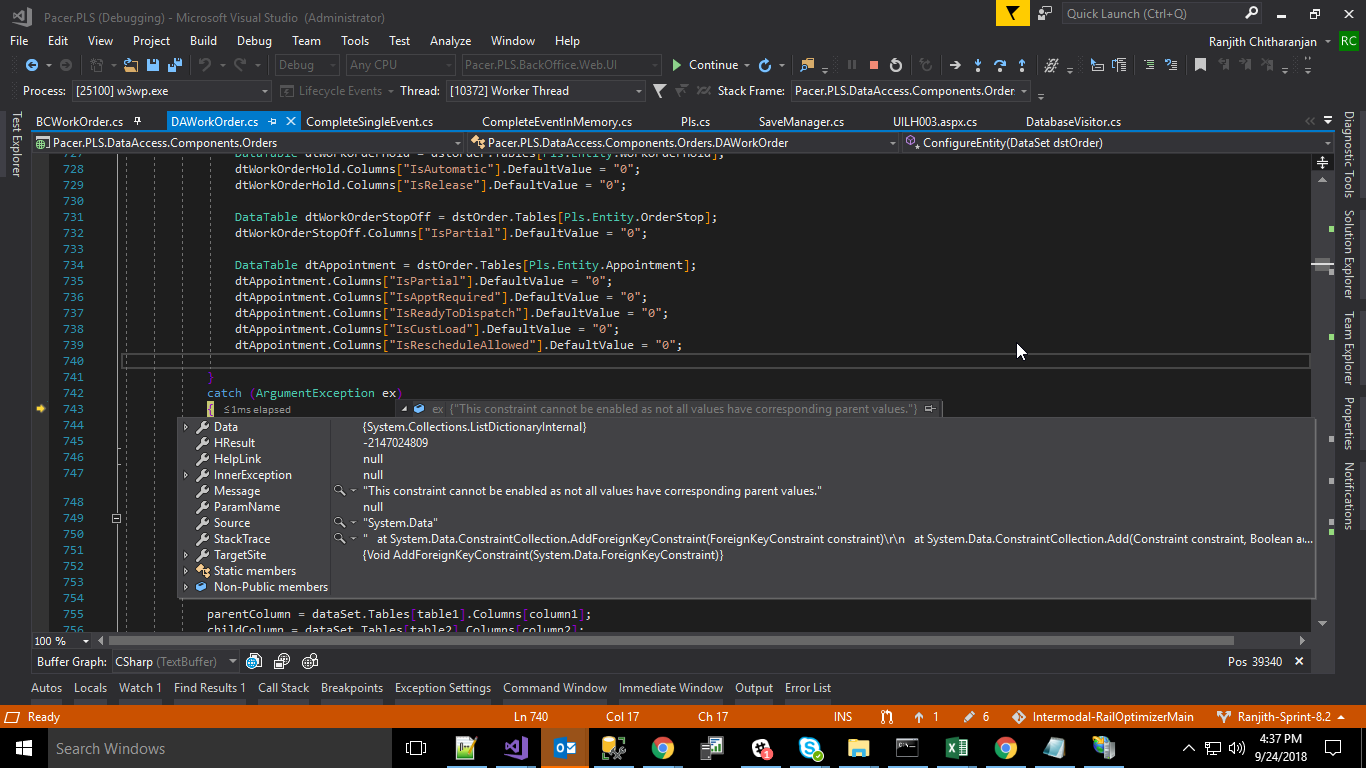 Pacer.PLS (Debugging) - Microsoft Visual Studio (Administrator)
Quick Launch (Ctrl+Q)
File Edit View Project Build Debug Team Tools Test Analyze Window Help
Ranjith Chitharanjan RC
Debug Any CPU Pacer.PLS.BackOffice.Web.UI Continue
Process: [25100] w3wp.exe Lifecycle Events Thread: [10372] Worker Thread Stack Frame: Pacer.PLS.DataAccess.Components.Order
Test Explorer
BCWorkOrder.cs DAWorkOrder.cs CompleteSingleEvent.cs CompleteEventInMemory.cs Pls.cs SaveManager.cs UILH003.aspx.cs DatabaseVisitor.cs
Pacer.PLS.DataAccess.Components.Orders Pacer.PLS.DataAccess.Components.Orders.DAWorkOrder ConfigureEntity(DataSet dstOrder)
727 DataTable dtWorkOrderHold = dstOrder.Tables[Pls.Entity.WorkOrderHold];
728 dtWorkOrderHold.Columns["IsAutomatic"].DefaultValue = "0";
729 dtWorkOrderHold.Columns["IsRelease"].DefaultValue = "0";
730
731 DataTable dtWorkOrderStopOff = dstOrder.Tables[Pls.Entity.OrderStop];
732 dtWorkOrderStopOff.Columns["IsPartial"].DefaultValue = "0";
733
734 DataTable dtAppointment = dstOrder.Tables[Pls.Entity.Appointment];
735 dtAppointment.Columns["IsPartial"].DefaultValue = "0";
736 dtAppointment.Columns["IsApptRequired"].DefaultValue = "0";
737 dtAppointment.Columns["IsReadyToDispatch"].DefaultValue = "0";
738 dtAppointment.Columns["IsCustLoad"].DefaultValue = "0";
739 dtAppointment.Columns["IsRescheduleAllowed"].DefaultValue = "0";
740
741 }
742 catch (ArgumentException ex)
743 { ≤1ms elapsed ex {"This constraint cannot be enabled as not all values have corresponding parent values."}
744 Data {System.Collections.ListDictionaryInternal}
745 HResult -2147024809
746 HelpLink null
747 InnerException null
Message "This constraint cannot be enabled as not all values have corresponding parent values."
748 ParamName null
749 Source "System.Data"
750 StackTrace " at System.Data.ConstraintCollection.AddForeignKeyConstraint(ForeignKeyConstraint constraint)\r\n at System.Data.ConstraintCollection.Add(Constraint constraint, Boolean a...
751 TargetSite {Void AddForeignKeyConstraint(System.Data.ForeignKeyConstraint)}
752 Static members
753 Non-Public members
754
755 parentColumn = dataSet.Tables[table1].Columns[column1];
756 childColumn = dataSet.Tables[table2].Columns[column2];
Diagnostic Tools
Solution Explorer
Team Explorer
Properties
Notifications
100 %
Buffer Graph: CSharp (TextBuffer) Pos 39340
Autos Locals Watch 1 Find Results 1 Call Stack Breakpoints Exception Settings Command Window Immediate Window Output Error List
Ready Ln 740 Col 17 Ch 17 INS 1 6 Intermodal-RailOptimizerMain Ranjith-Sprint-8.2
Search Windows
1
4:37 PM
9/24/2018